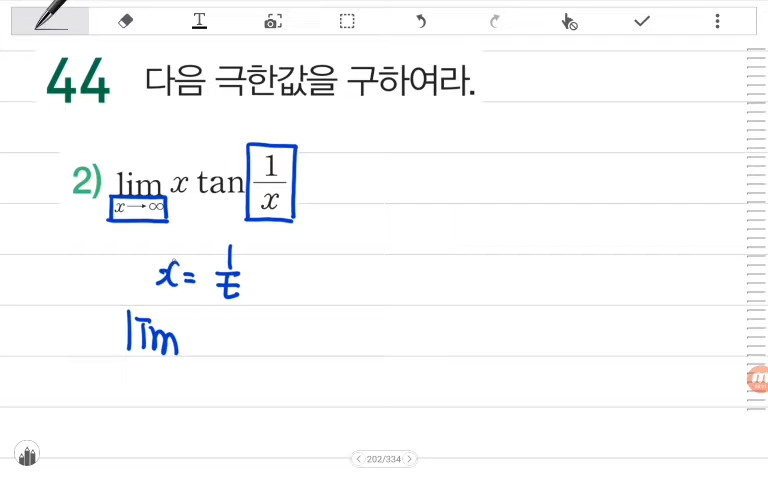 T
44 다음 극한값을 구하여라.
2) lim x→∞ x tan 1/x
x = 1/t
lim
202/334